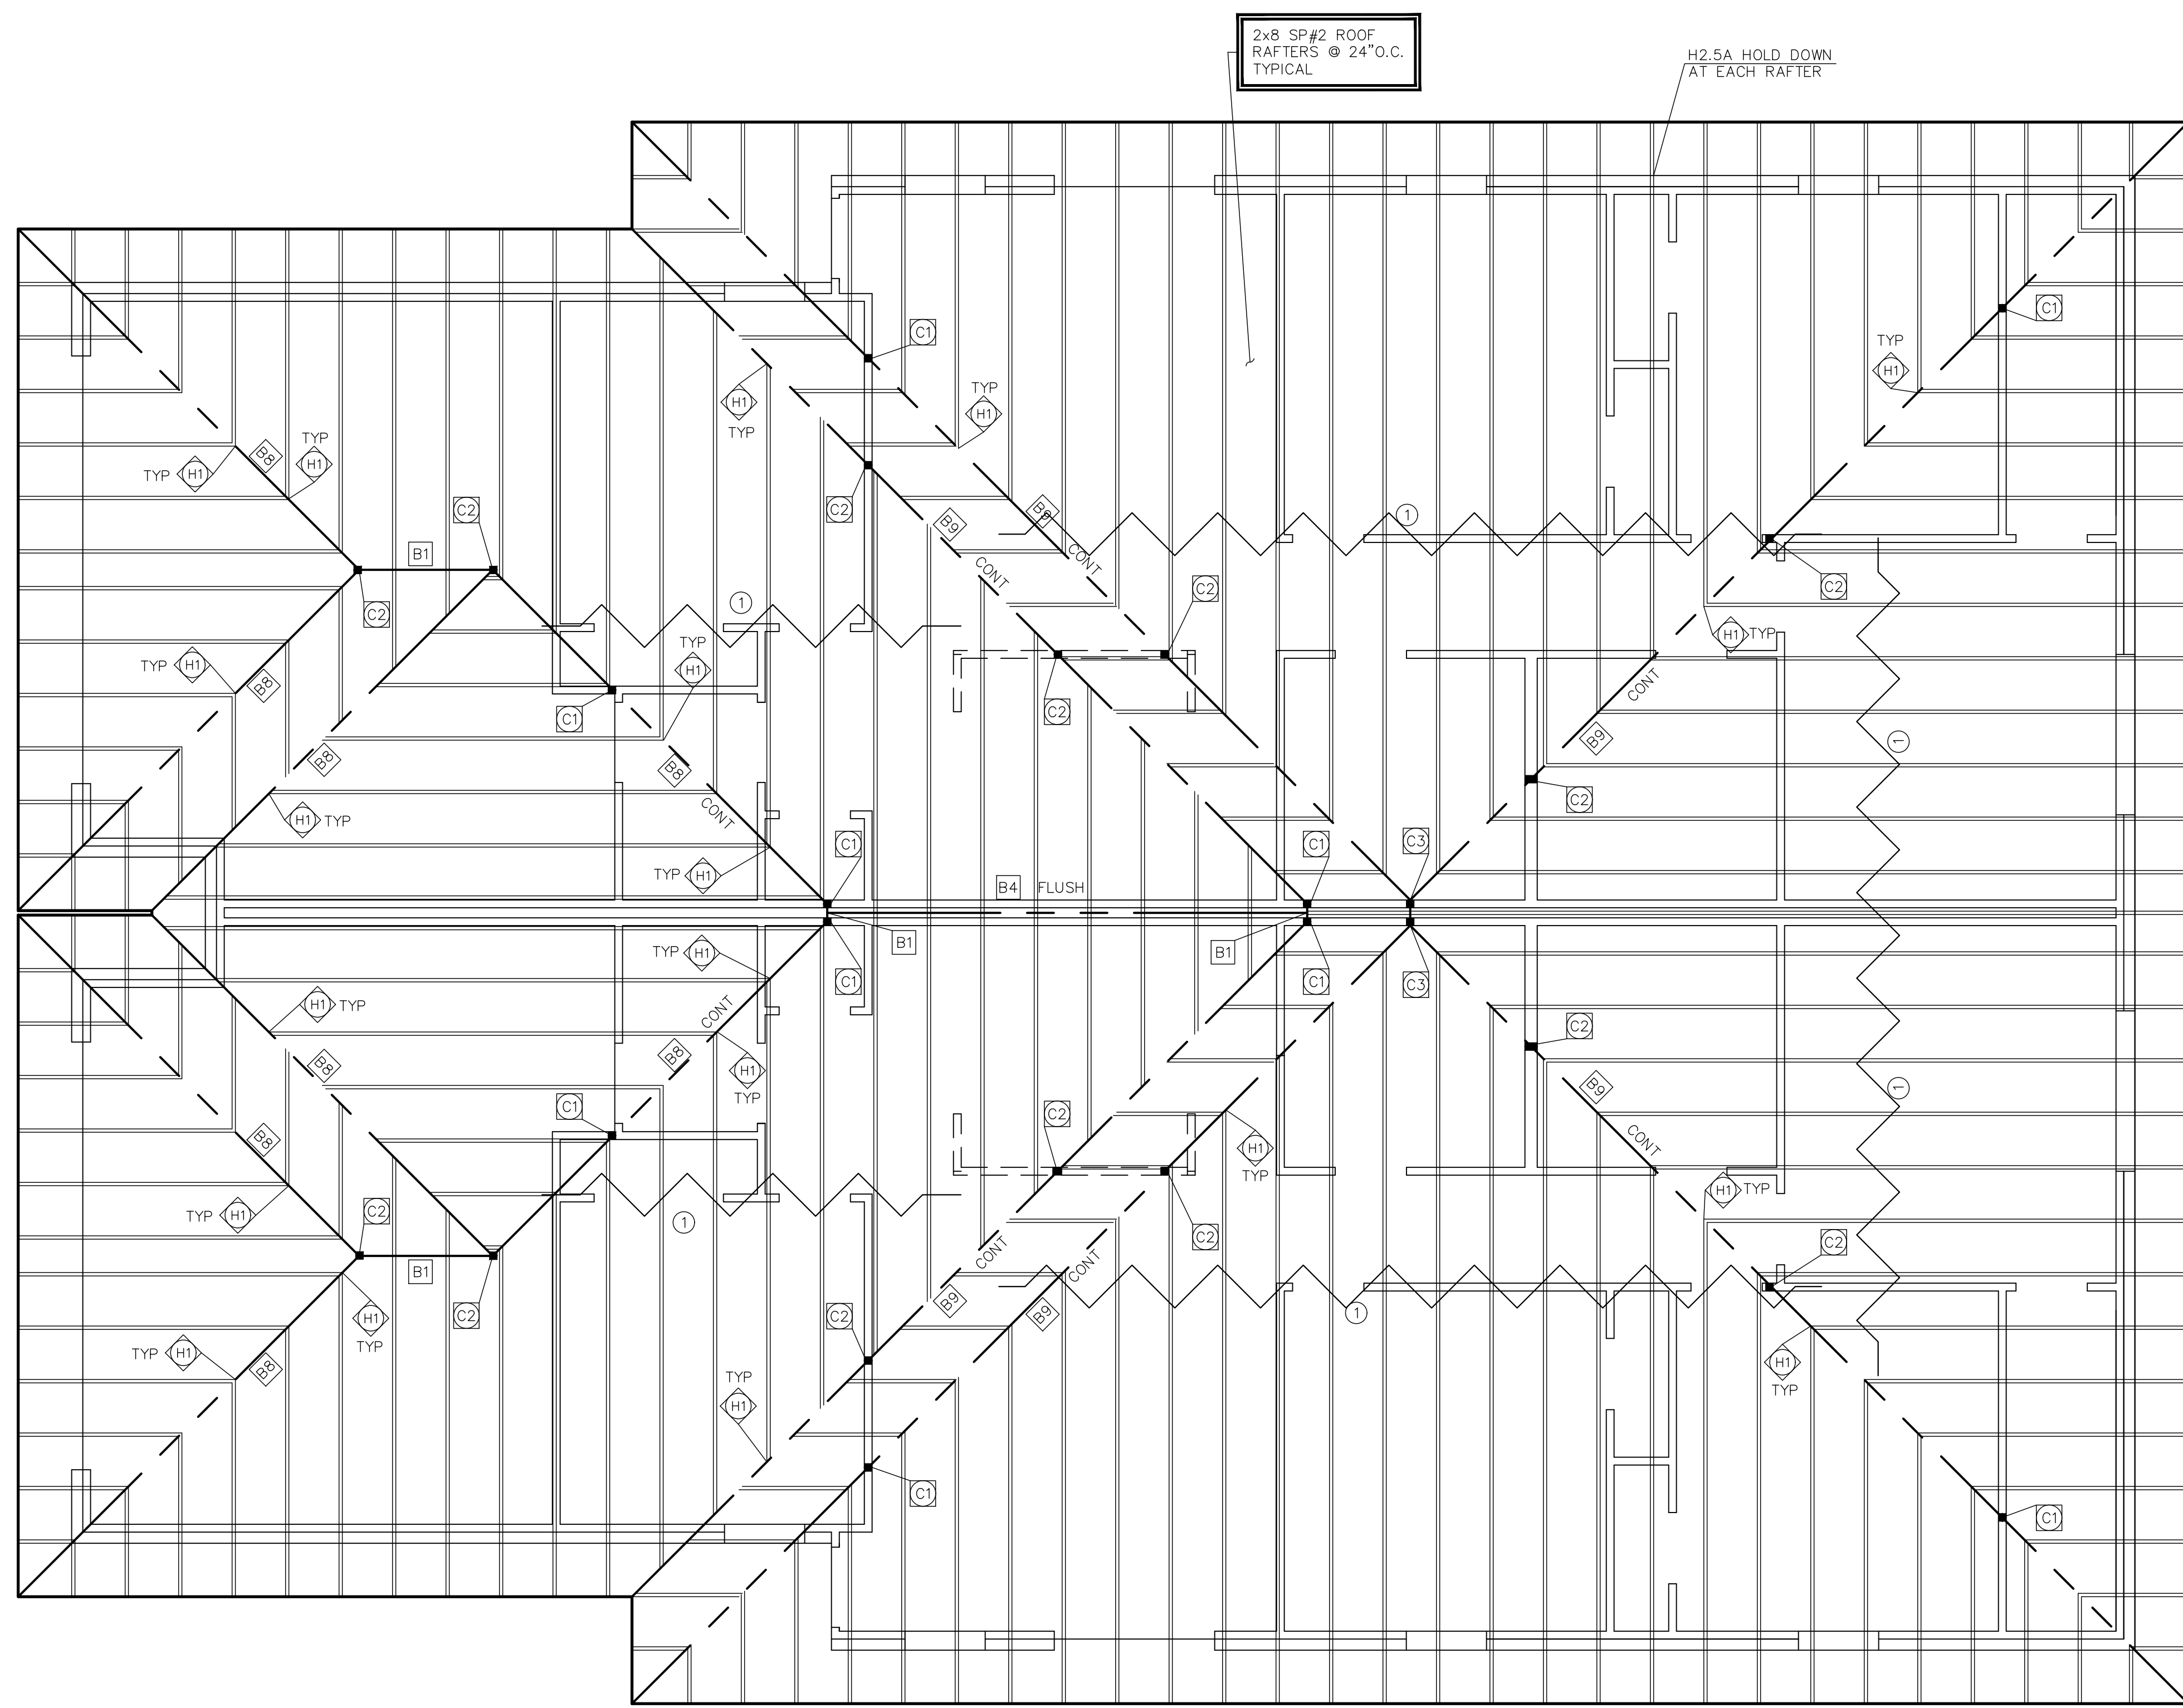 2x8 SP#2 ROOF
RAFTERS @ 24"O.C.
TYPICAL
H2.5A HOLD DOWN
AT EACH RAFTER
C1
C1
TYP
H1
H1
TYP
TYP
H1
B8
TYP
H1
TYP
H1
C2
C2
B9
B9
1
CONT
CONT
B1
C2
C2
C2
1
H1 TYP
TYP
H1
TYP
H1
B8
C1
C2
CONT
B9
1
B8
B8
CONT
C2
H1 TYP
C1
C1
C3
TYP
H1
B4 FLUSH
B1
B1
TYP
H1
C1
C1
C3
H1 TYP
CONT
C2
B8
B8
H1
TYP
B9
1
C1
C2
B8
H1
TYP
CONT
TYP
H1
C2
1
C2
H1 TYP
CONT
CONT
C2
B1
C2
C2
B9
B9
1
H1
TYP
TYP
H1
B8
H1
TYP
TYP
H1
C1
C1